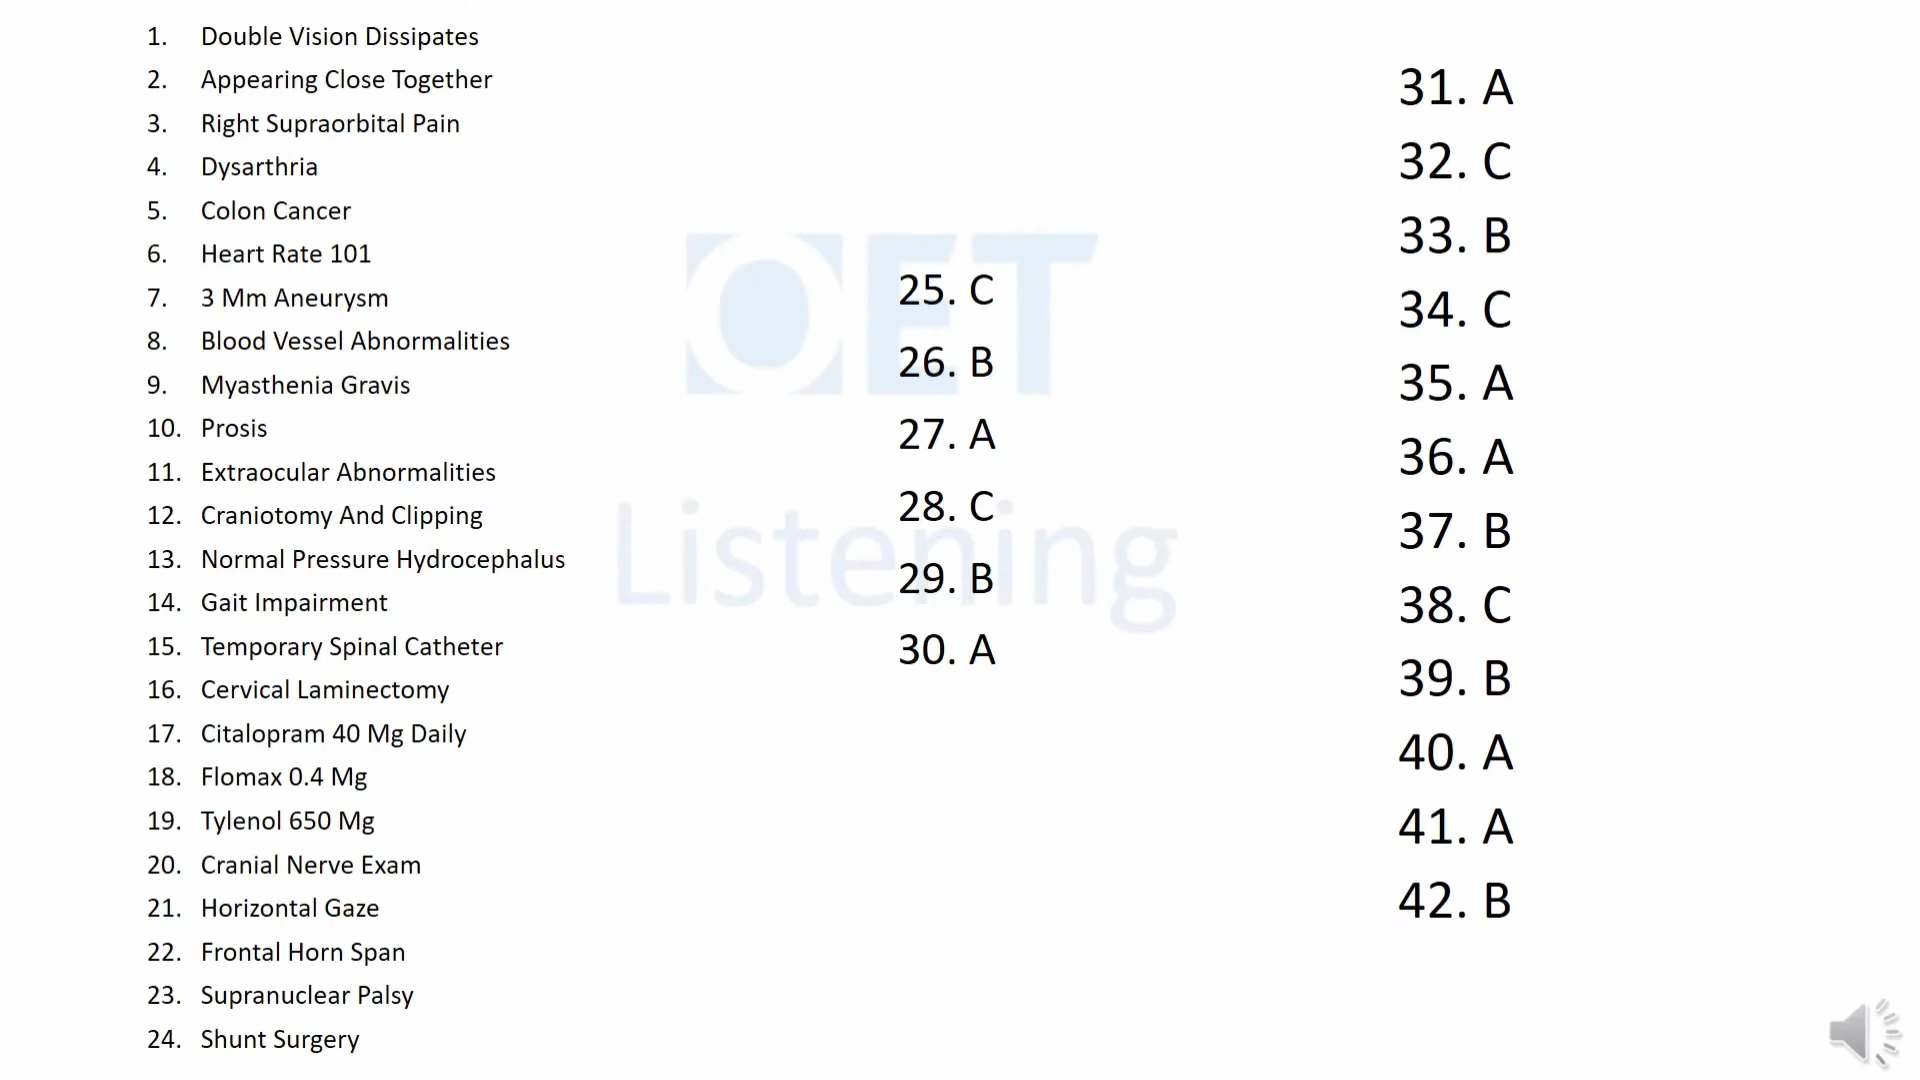 1. Double Vision Dissipates
2. Appearing Close Together
3. Right Supraorbital Pain
4. Dysarthria
5. Colon Cancer
6. Heart Rate 101
7. 3 Mm Aneurysm
8. Blood Vessel Abnormalities
9. Myasthenia Gravis
10. Prosis
11. Extraocular Abnormalities
12. Craniotomy And Clipping
13. Normal Pressure Hydrocephalus
14. Gait Impairment
15. Temporary Spinal Catheter
16. Cervical Laminectomy
17. Citalopram 40 Mg Daily
18. Flomax 0.4 Mg
19. Tylenol 650 Mg
20. Cranial Nerve Exam
21. Horizontal Gaze
22. Frontal Horn Span
23. Supranuclear Palsy
24. Shunt Surgery
OET
Listening
25. C
26. B
27. A
28. C
29. B
30. A
31. A
32. C
33. B
34. C
35. A
36. A
37. B
38. C
39. B
40. A
41. A
42. B